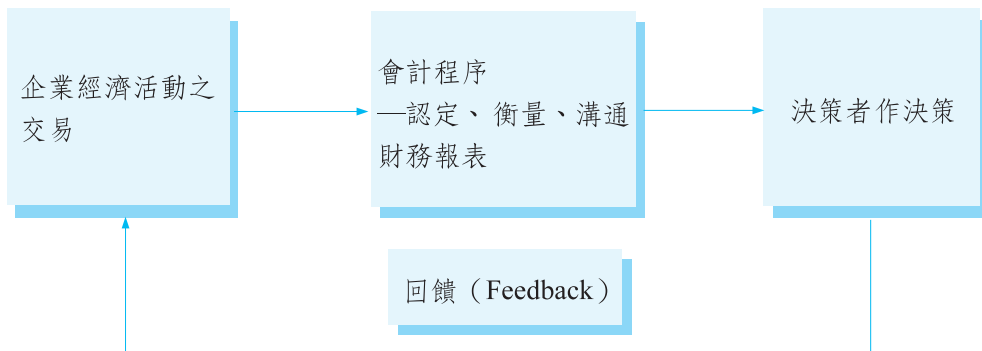 企業經濟活動之
交易
會計程序
—認定、衡量、溝通
財務報表
決策者作決策
回饋（Feedback）